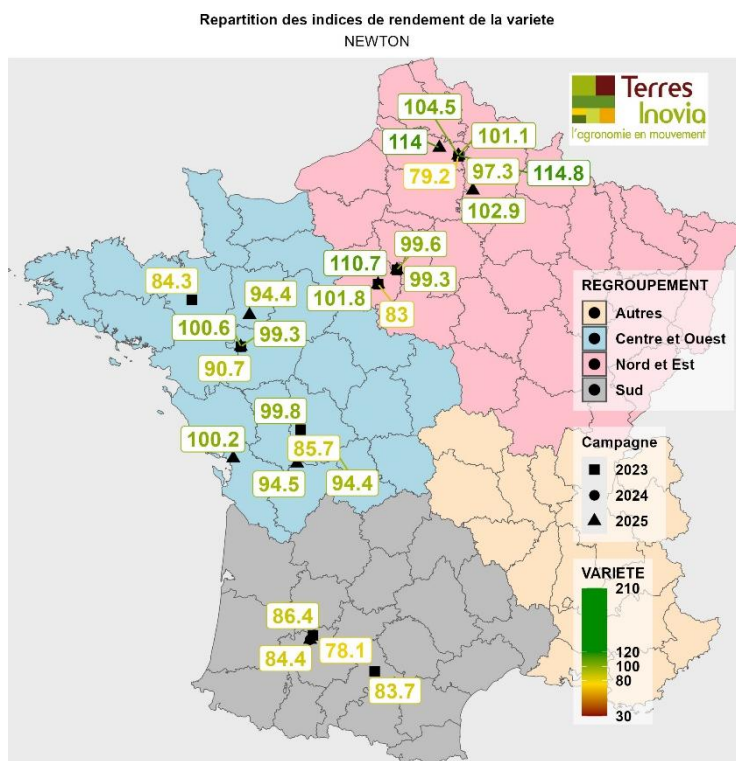 Repartition des indices de rendement de la variete
NEWTON
Terres
Inovia
l'agronomie en mouvement
104.5
114
101.1
79.2
97.3
114.8
102.9
99.6
110.7
99.3
101.8
83
84.3
94.4
100.6
99.3
90.7
99.8
100.2
85.7
94.5
94.4
86.4
84.4
78.1
83.7
REGROUPEMENT
Autres
Centre et Ouest
Nord et Est
Sud
Campagne
2023
2024
2025
VARIETE
210
120
100
80
30